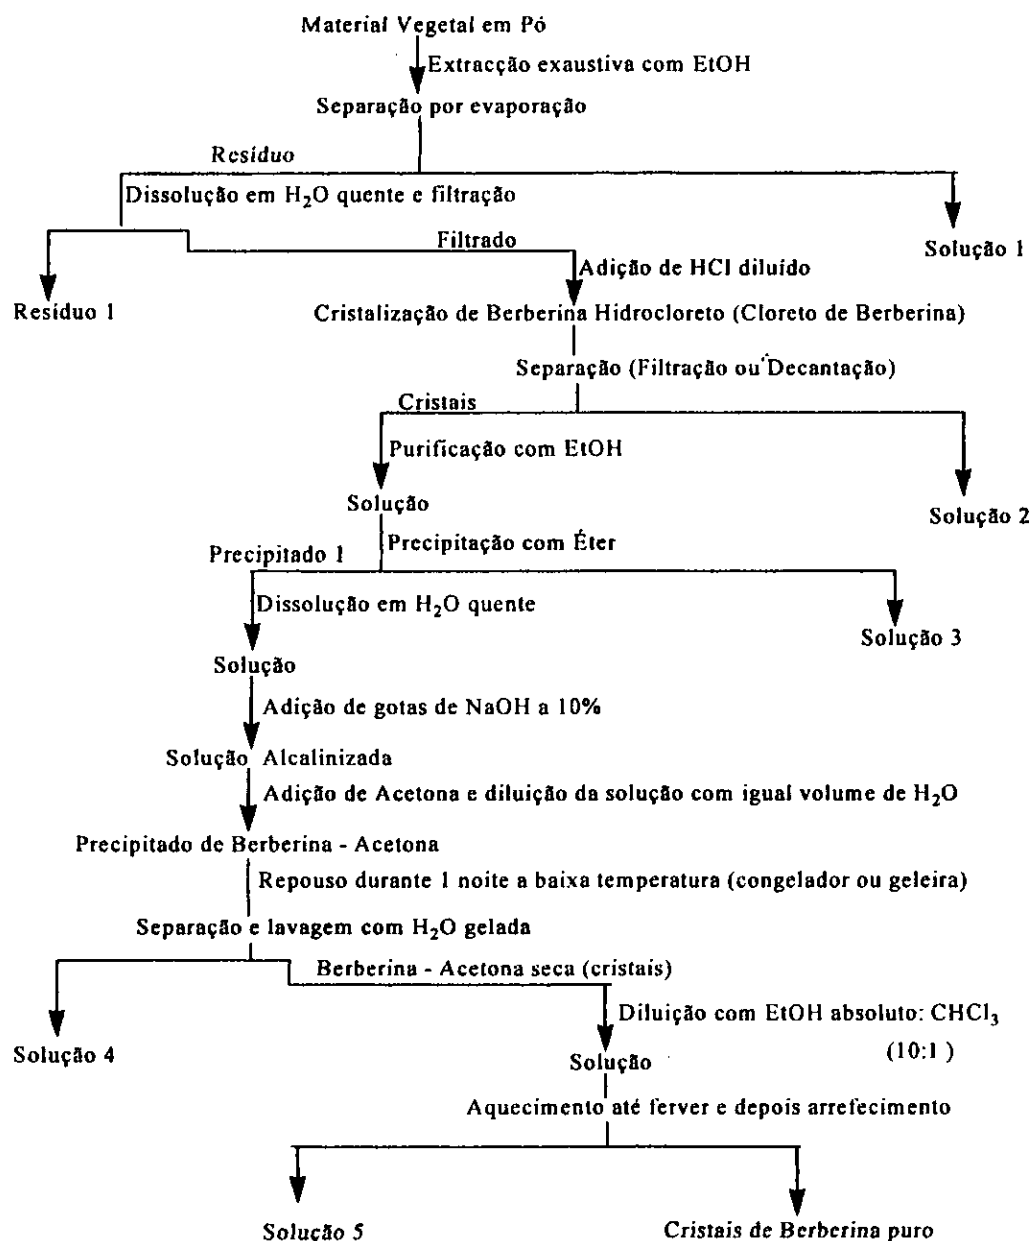 Material Vegetal em Pó
Extracção exaustiva com EtOH
Separação por evaporação
Resíduo
Dissolução em H₂O quente e filtração
Filtrado
Solução 1
Adição de HCl diluído
Resíduo 1
Cristalização de Berberina Hidrocloreto (Cloreto de Berberina)
Separação (Filtração ou Decantação)
Cristais
Purificação com EtOH
Solução
Solução 2
Precipitação com Éter
Precipitado 1
Dissolução em H₂O quente
Solução 3
Solução
Adição de gotas de NaOH a 10%
Solução Alcalinizada
Adição de Acetona e diluição da solução com igual volume de H₂O
Precipitado de Berberina - Acetona
Repouso durante 1 noite a baixa temperatura (congelador ou geleira)
Separação e lavagem com H₂O gelada
Berberina - Acetona seca (cristais)
Diluição com EtOH absoluto: CHCl₃
(10:1 )
Solução 4
Solução
Aquecimento até ferver e depois arrefecimento
Solução 5
Cristais de Berberina puro